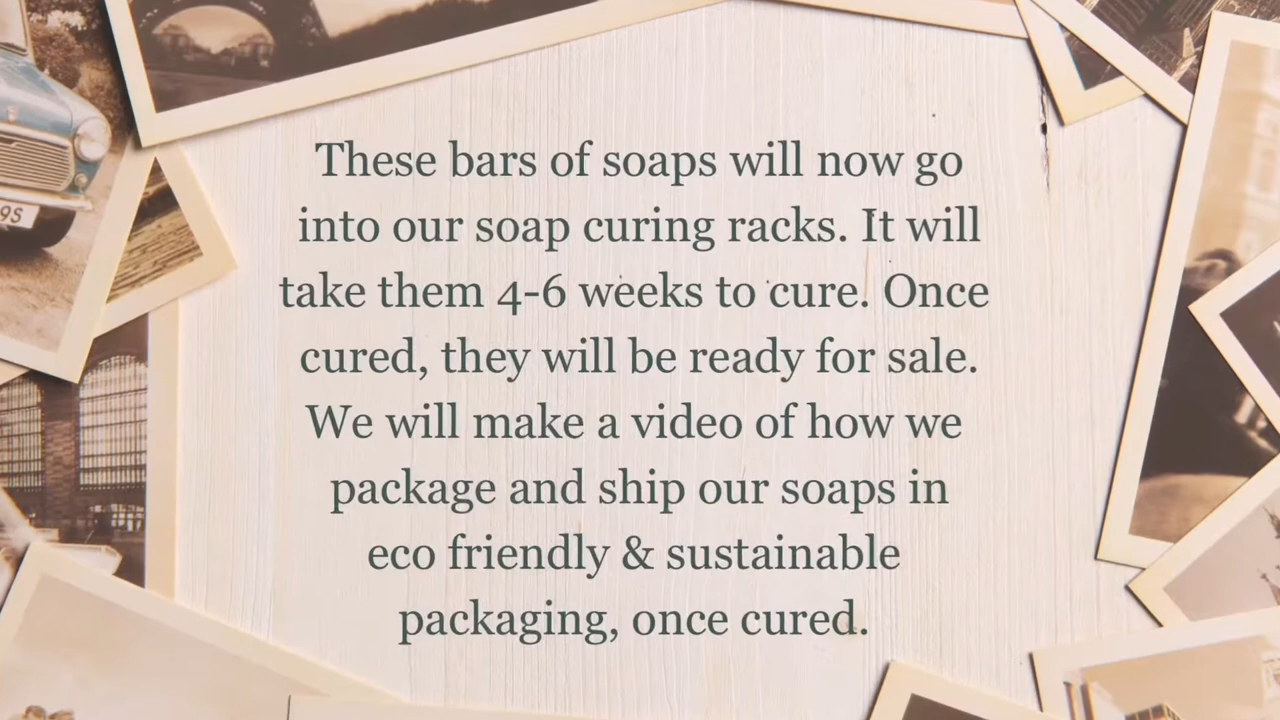 These bars of soaps will now go
into our soap curing racks. It will
take them 4-6 weeks to cure. Once
cured, they will be ready for sale.
We will make a video of how we
package and ship our soaps in
eco friendly & sustainable
packaging, once cured.
9S